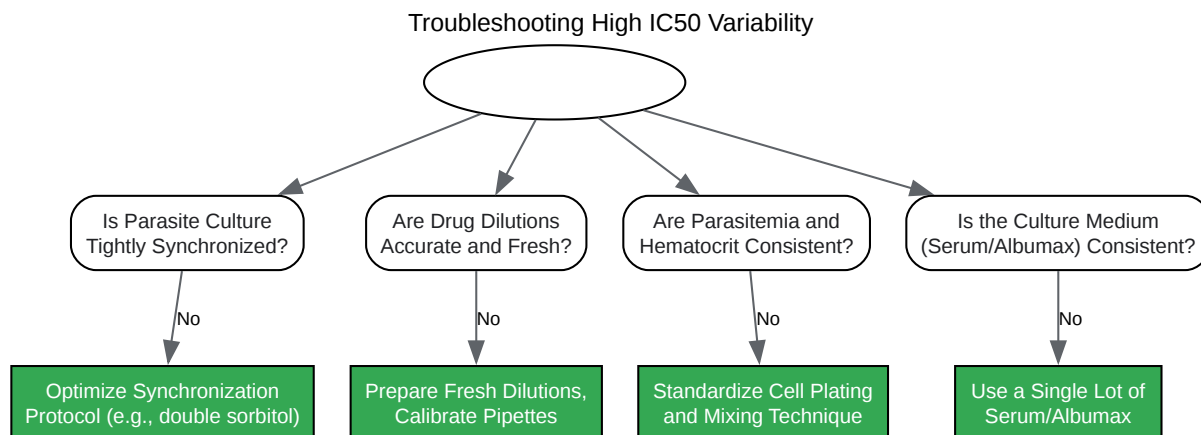 Troubleshooting High IC50 Variability
Is Parasite Culture
Tightly Synchronized?
Are Drug Dilutions
Accurate and Fresh?
Are Parasitemia and
Hematocrit Consistent?
Is the Culture Medium
(Serum/Albumax) Consistent?
No
No
No
No
Optimize Synchronization
Protocol (e.g., double sorbitol)
Prepare Fresh Dilutions,
Calibrate Pipettes
Standardize Cell Plating
and Mixing Technique
Use a Single Lot of
Serum/Albumax